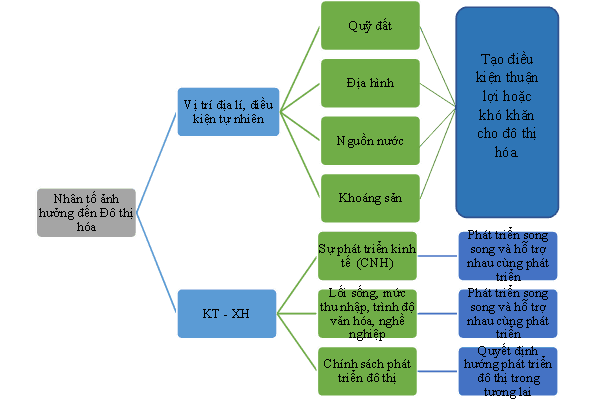 Nhân tố ảnh
hưởng đến Đô thị
hóa
Vị trí địa lí, điều
kiện tự nhiên
Quỹ đất
Địa hình
Nguồn nước
Khoáng sản
Tạo điều
kiện thuận
lợi hoặc
khó khăn
cho đô thị
hóa.
KT - XH
Sự phát triển kinh
tế (CNH)
Phát triển song
song và hỗ trợ
nhau cùng phát
triển
Lối sống, mức
thu nhập, trình độ
văn hóa, nghề
nghiệp
Phát triển song
song và hỗ trợ
nhau cùng phát
triển
Chính sách phát
triển đô thị
Quyết định
hướng phát triển
đô thị trong
tương lai